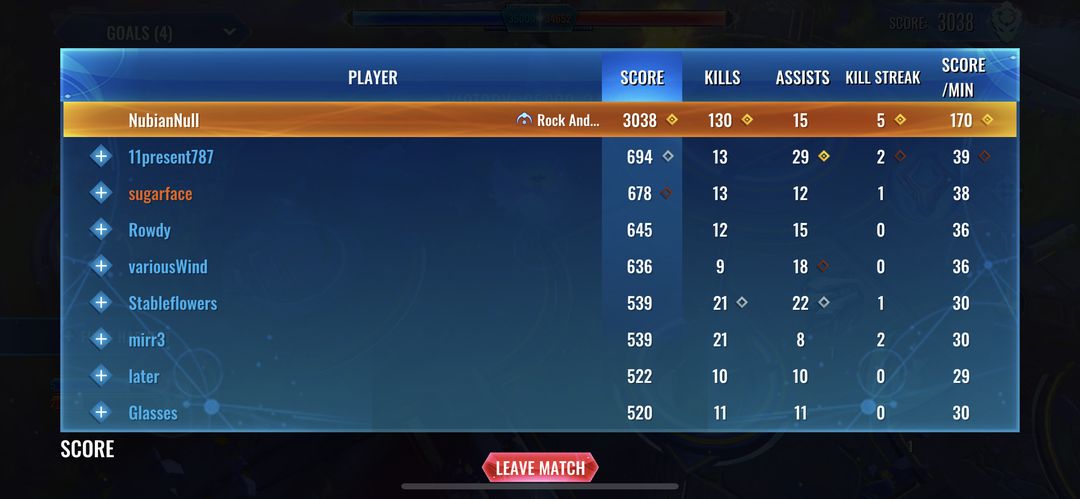 GOALS (4)
35000 34652
SCORE: 3038
PLAYER SCORE KILLS ASSISTS KILL STREAK SCORE /MIN
NubianNull Rock And... 3038 130 15 5 170
11present787 694 13 29 2 39
sugarface 678 13 12 1 38
Rowdy 645 12 15 0 36
variousWind 636 9 18 0 36
Stableflowers 539 21 22 1 30
mirr3 539 21 8 2 30
later 522 10 10 0 29
Glasses 520 11 11 0 30
SCORE
LEAVE MATCH